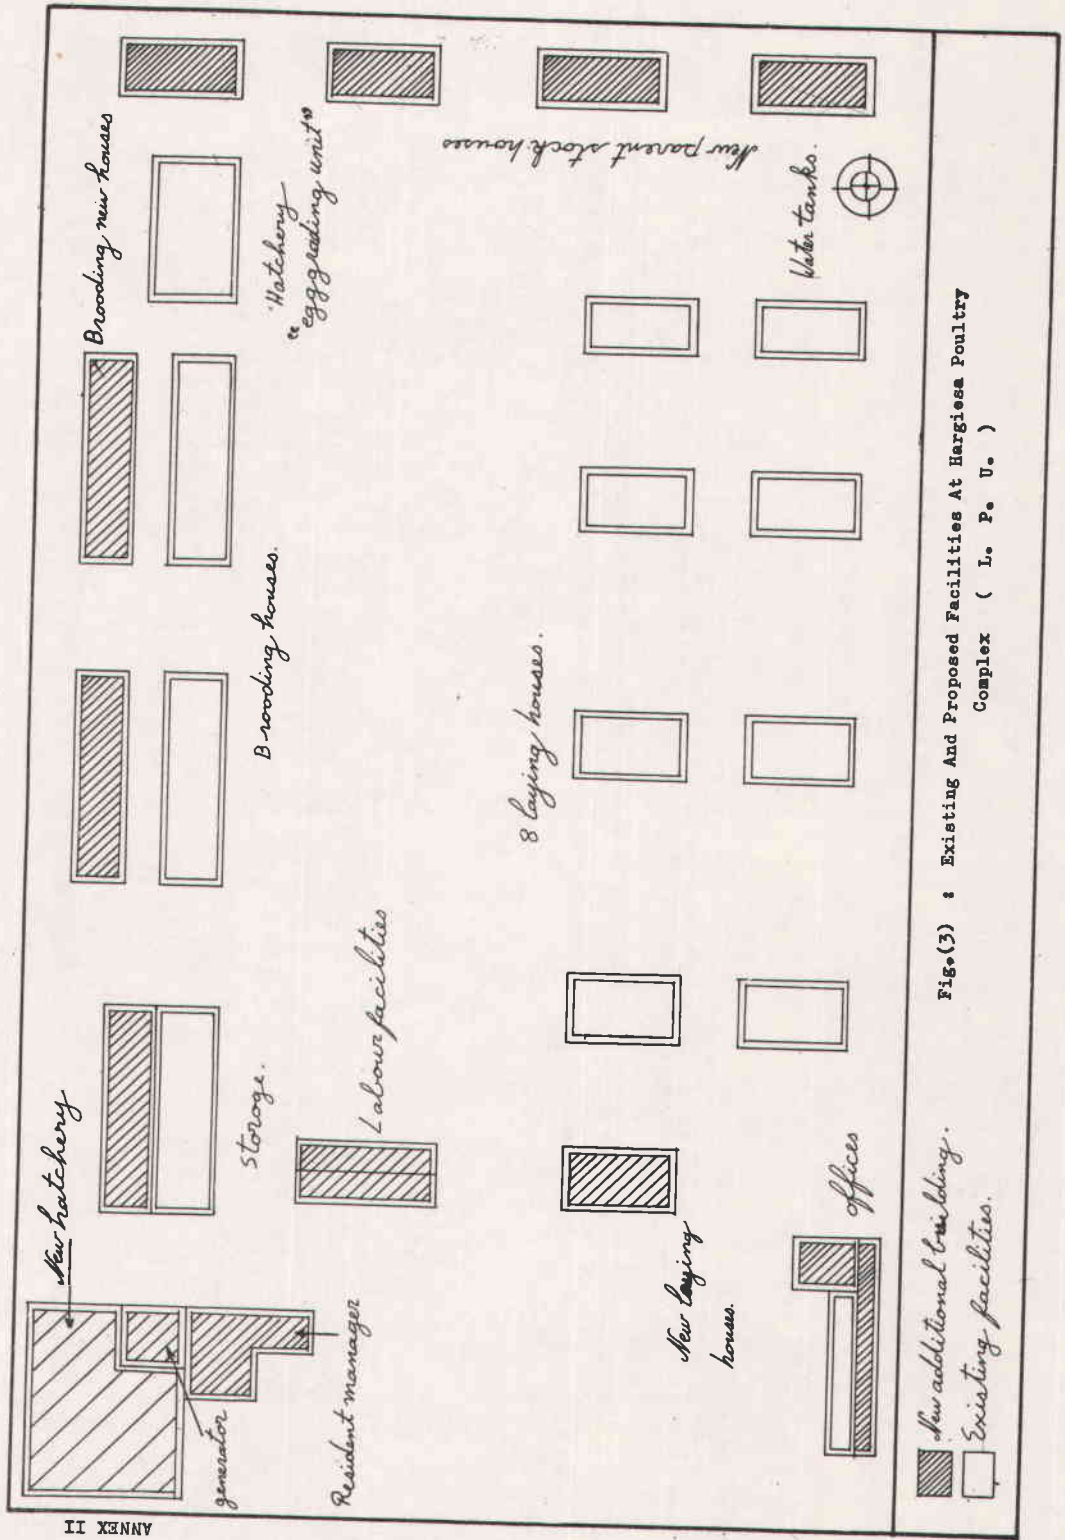 ANNEX II
New hatchery
generator
Resident manager
Storoge.
Labour facilities
Brooding houses.
Brooding new houses
'Hatchery
“eggrading unit”
New parent stock houses
Water tanks.
8 laying houses.
New laying
houses.
offices
New additional building.
Existing facilities.
Fig.(3) : Existing And Proposed Facilities At Hargiesa Poultry
Complex ( L. P. U. )